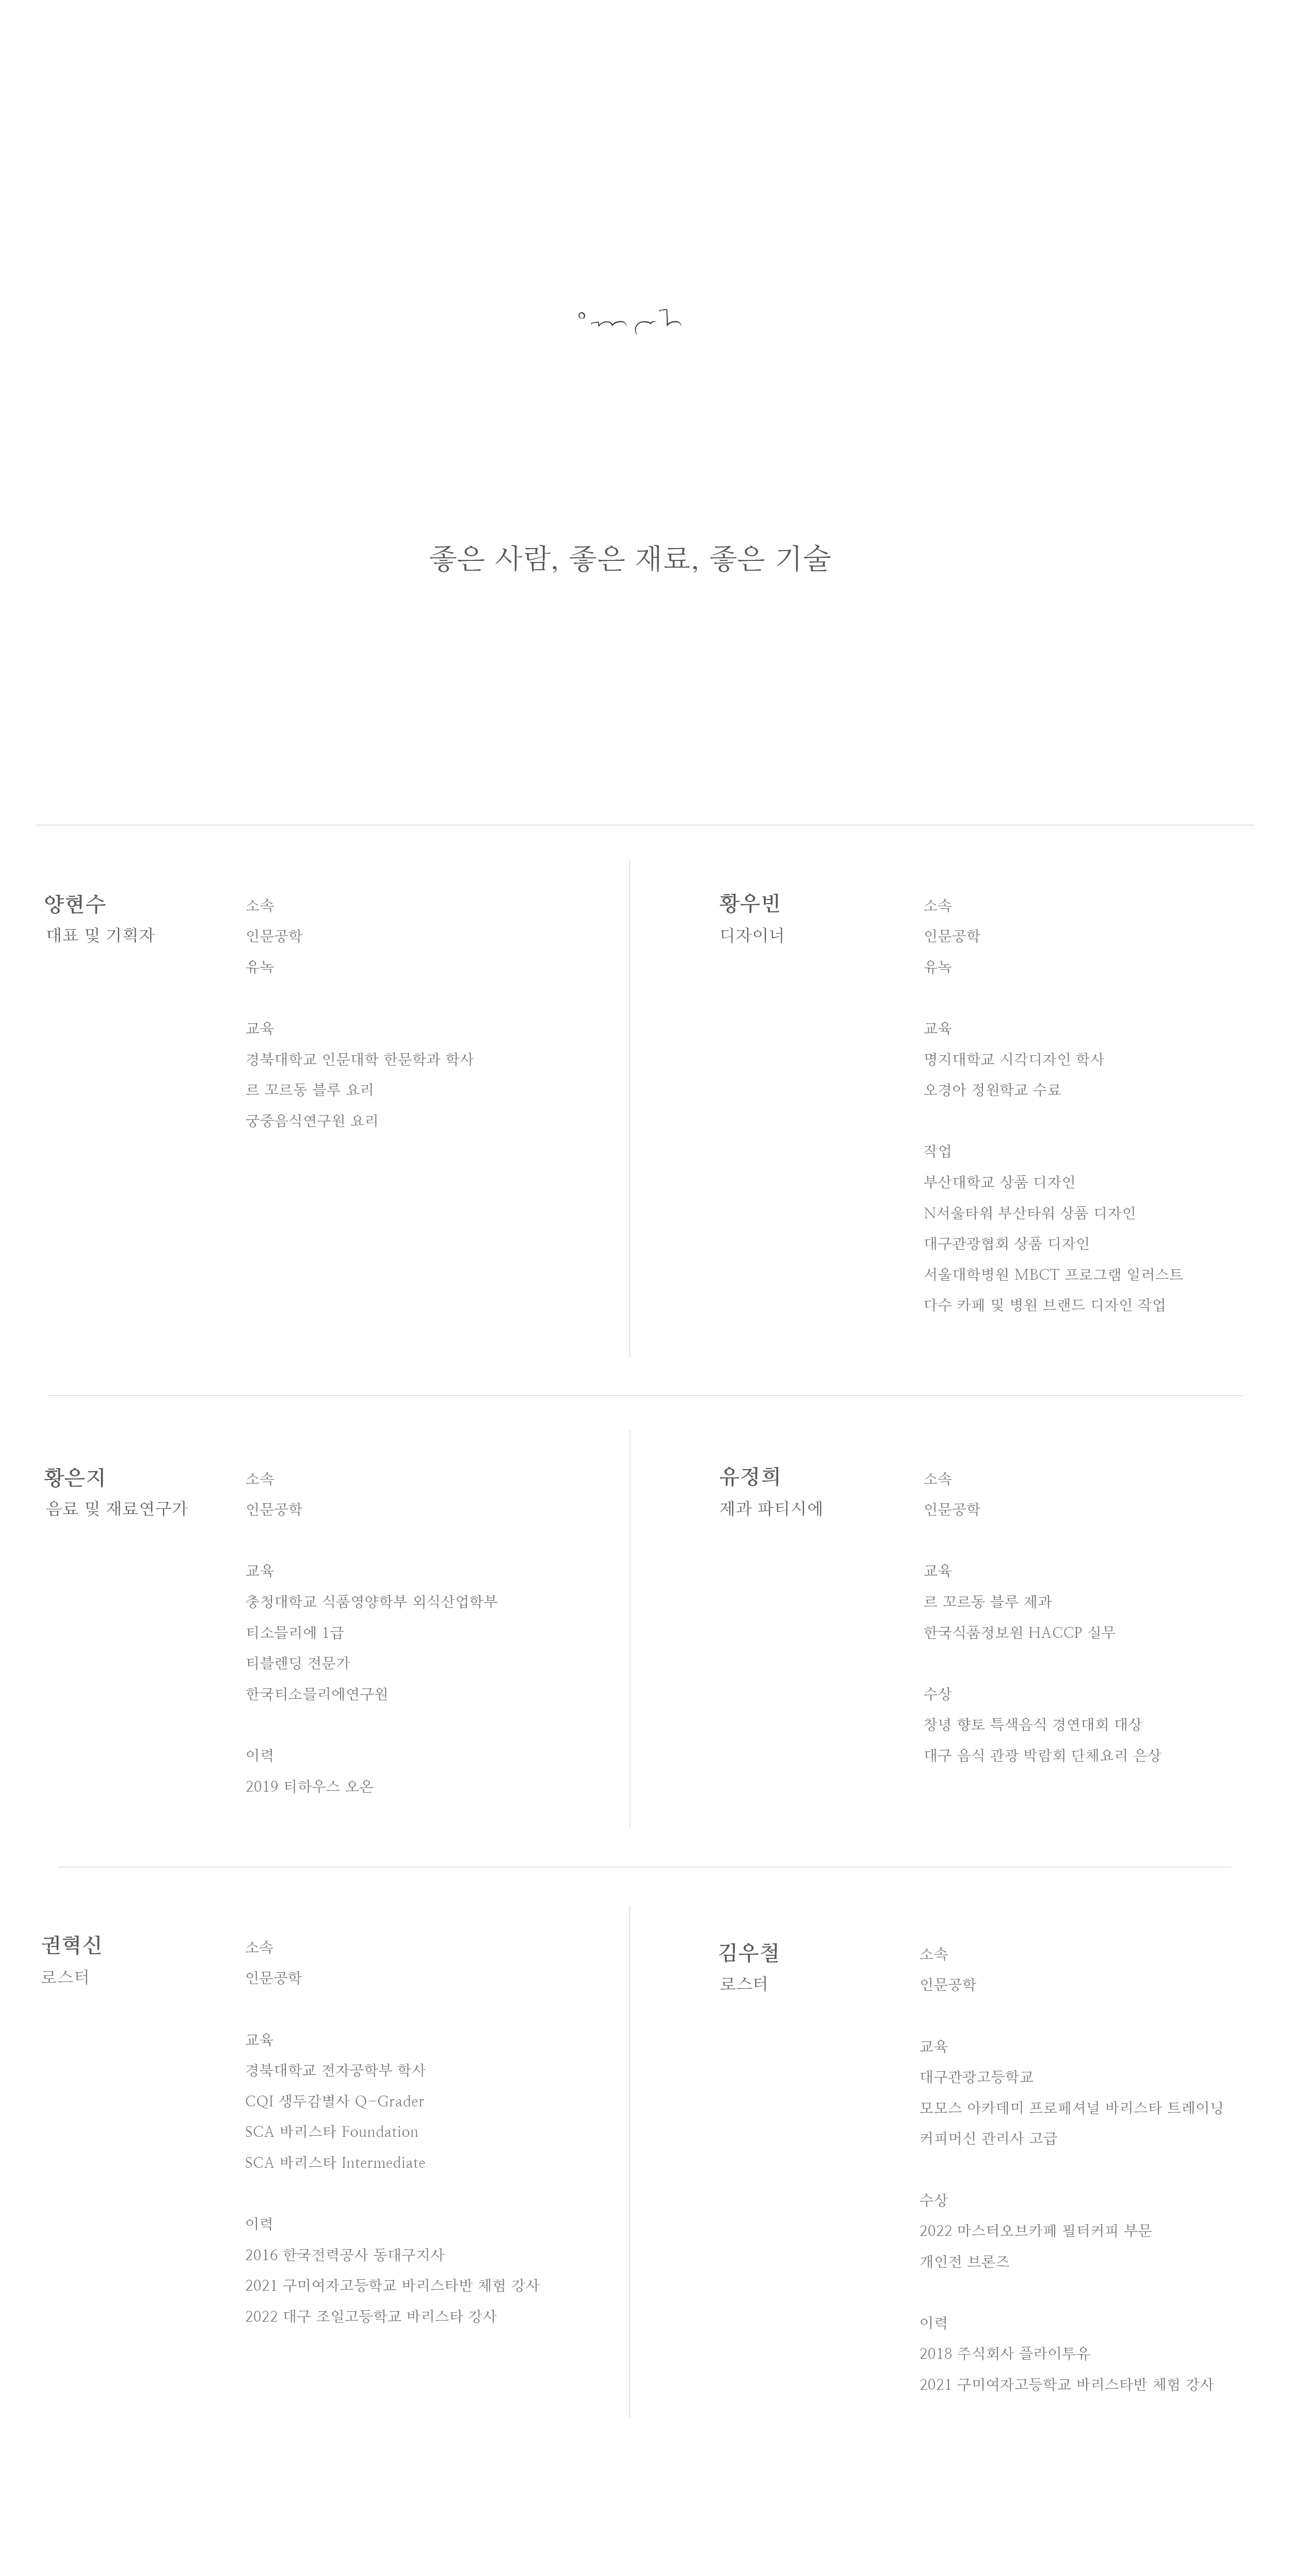 좋은 사람, 좋은 재료, 좋은 기술
양현수
대표 및 기획자
소속
인문공학
유녹
교육
경북대학교 인문대학 한문학과 학사
르 꼬르동 블루 요리
궁중음식연구원 요리
황우빈
디자이너
소속
인문공학
유녹
교육
명지대학교 시각디자인 학사
오경아 정원학교 수료
작업
부산대학교 상품 디자인
N서울타워 부산타워 상품 디자인
대구관광협회 상품 디자인
서울대학병원 MBCT 프로그램 일러스트
다수 카페 및 병원 브랜드 디자인 작업
황은지
음료 및 재료연구가
소속
인문공학
교육
충청대학교 식품영양학부 외식산업학부
티소믈리에 1급
티블렌딩 전문가
한국티소믈리에연구원
이력
2019 티하우스 오온
유정희
제과 파티시에
소속
인문공학
교육
르 꼬르동 블루 제과
한국식품정보원 HACCP 실무
수상
창녕 향토 특색음식 경연대회 대상
대구 음식 관광 박람회 단체요리 은상
권혁신
로스터
소속
인문공학
교육
경북대학교 전자공학부 학사
CQI 생두감별사 Q-Grader
SCA 바리스타 Foundation
SCA 바리스타 Intermediate
이력
2016 한국전력공사 동대구지사
2021 구미여자고등학교 바리스타반 체험 강사
2022 대구 조일고등학교 바리스타 강사
김우철
로스터
소속
인문공학
교육
대구관광고등학교
모모스 아카데미 프로페셔널 바리스타 트레이닝
커피머신 관리사 고급
수상
2022 마스터오브카페 필터커피 부문
개인전 브론즈
이력
2018 주식회사 플라이투유
2021 구미여자고등학교 바리스타반 체험 강사